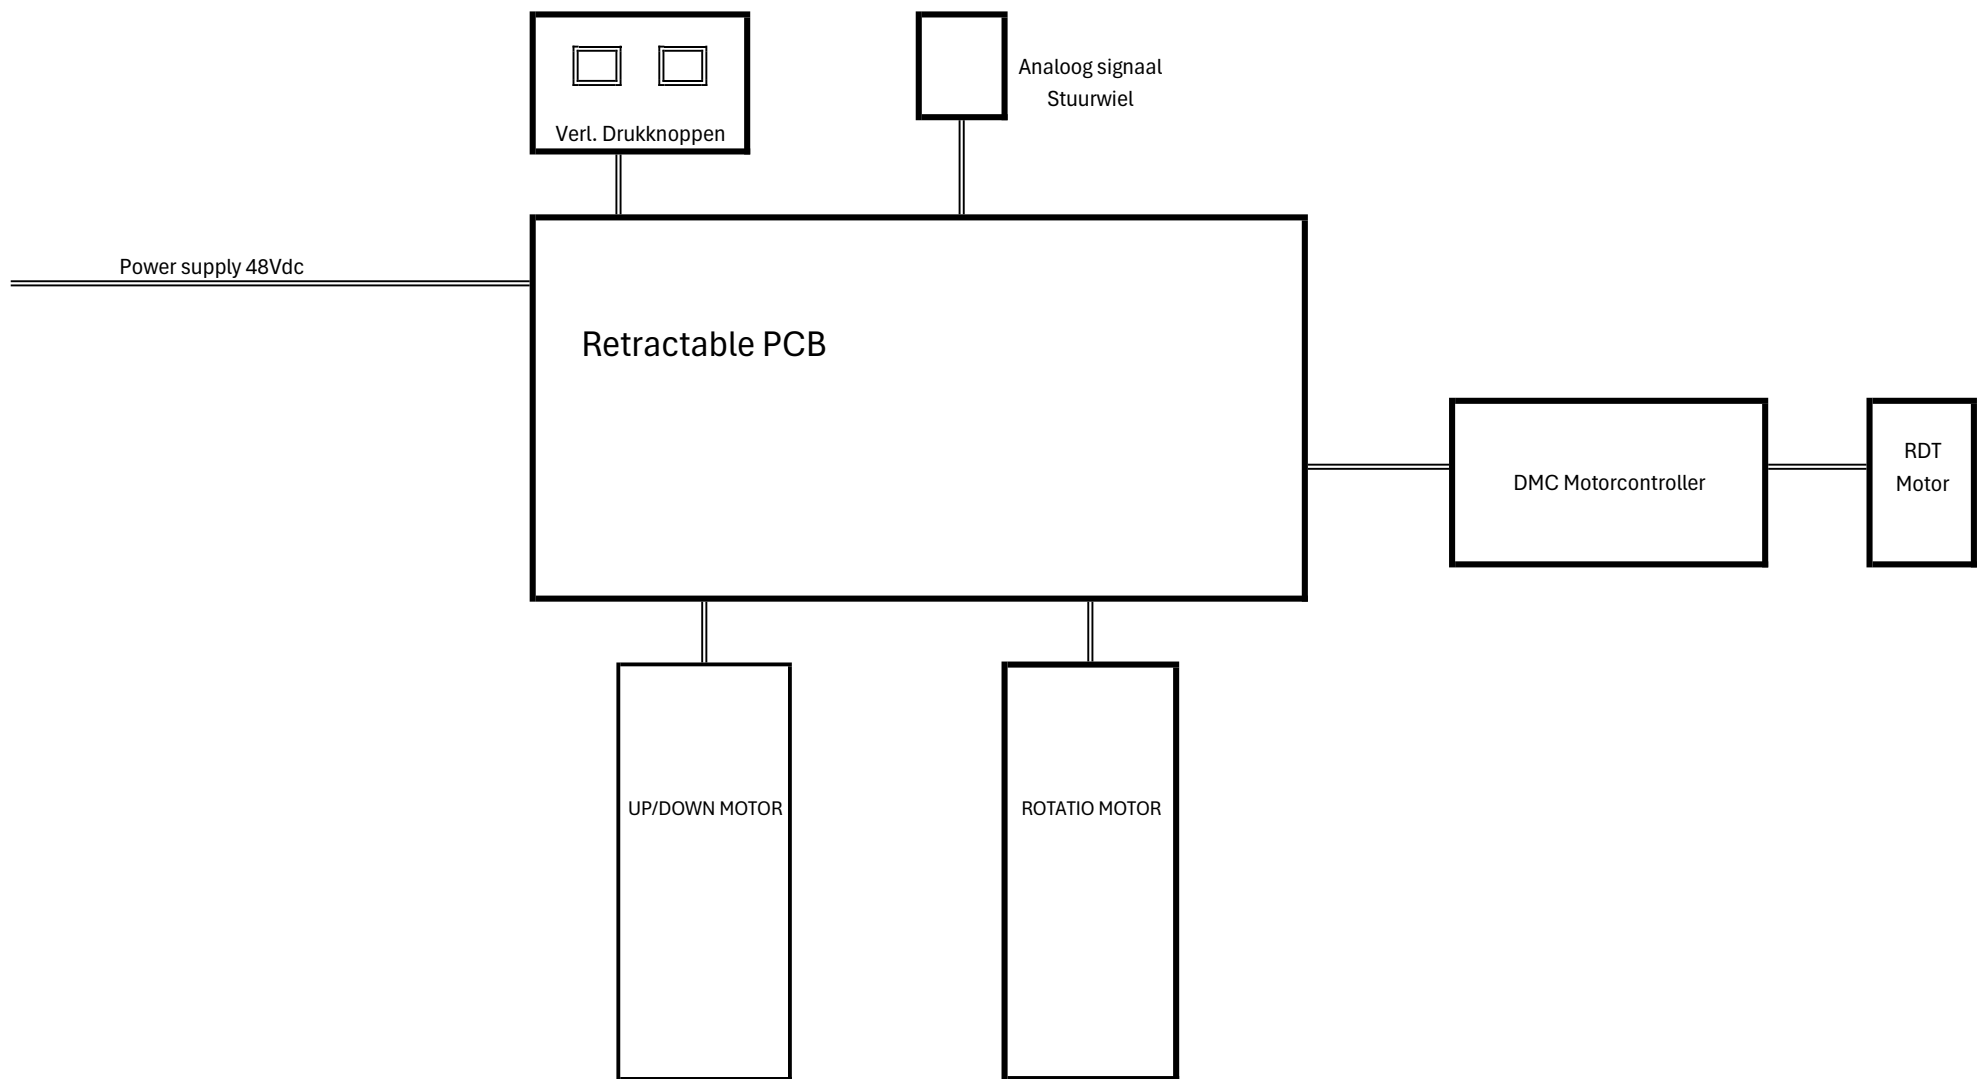 Verl. Drukknoppen
Analoog signaal
Stuurwiel
Power supply 48Vdc
Retractable PCB
DMC Motorcontroller
RDT
Motor
UP/DOWN MOTOR
ROTATIO MOTOR